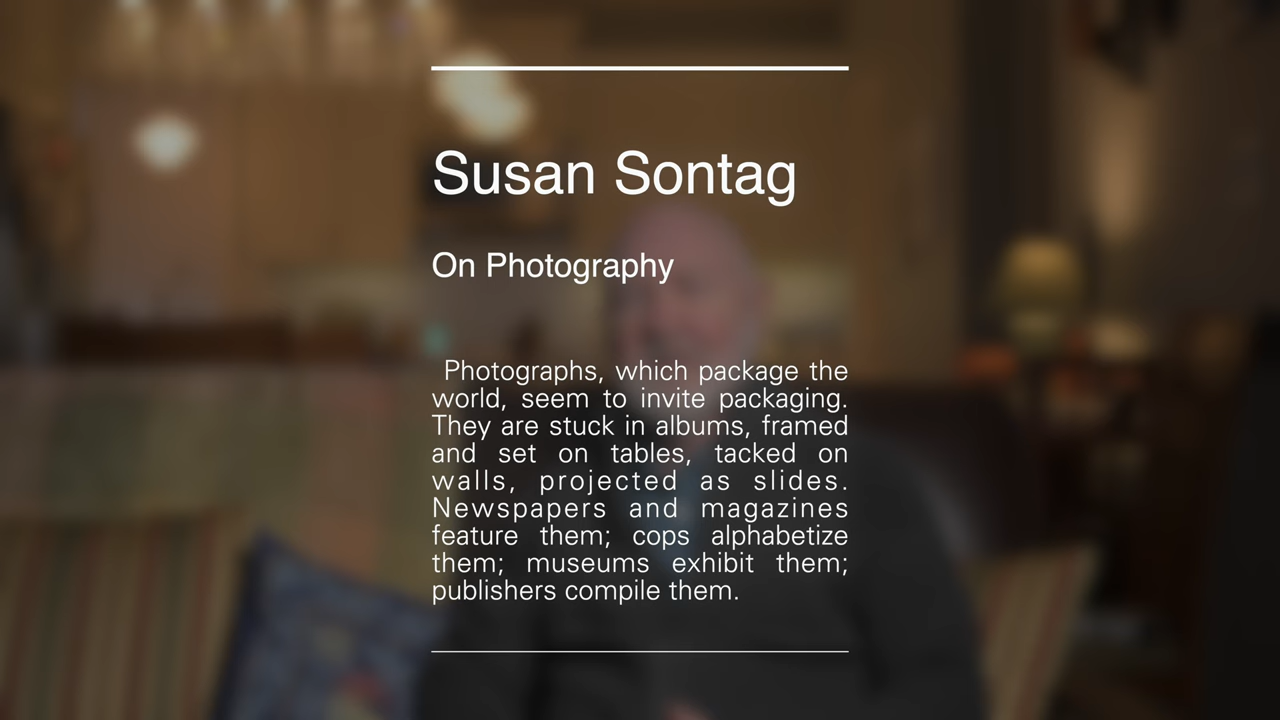 Susan Sontag
On Photography
Photographs, which package the
world, seem to invite packaging.
They are stuck in albums, framed
and set on tables, tacked on
walls, projected as slides.
Newspapers and magazines
feature them; cops alphabetize
them; museums exhibit them;
publishers compile them.